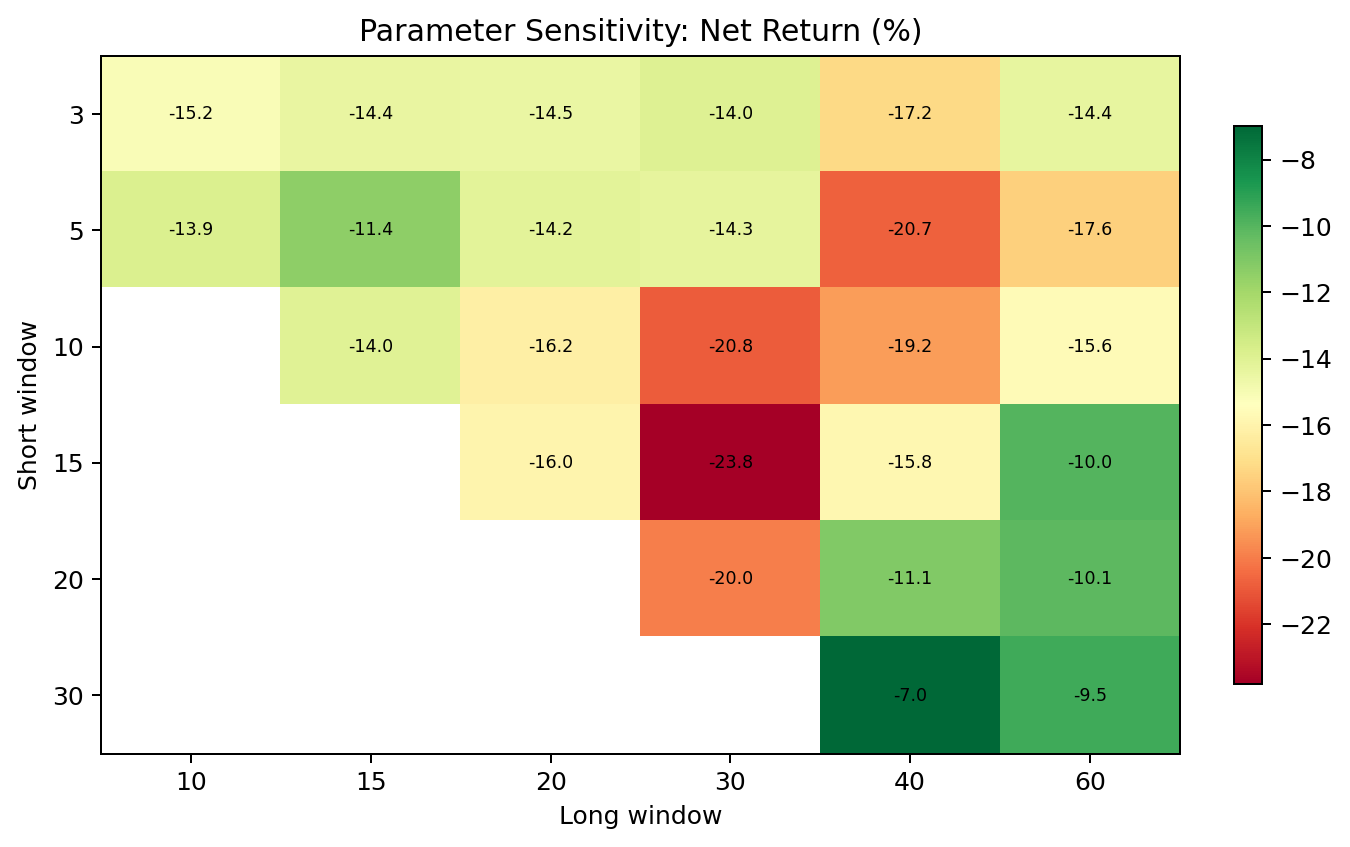 Parameter Sensitivity: Net Return (%)
3 -15.2 -14.4 -14.5 -14.0 -17.2 -14.4
5 -13.9 -11.4 -14.2 -14.3 -20.7 -17.6
10 -14.0 -16.2 -20.8 -19.2 -15.6
15 -16.0 -23.8 -15.8 -10.0
20 -20.0 -11.1 -10.1
30 -7.0 -9.5
Short window
10 15 20 30 40 60
Long window
−8
−10
−12
−14
−16
−18
−20
−22